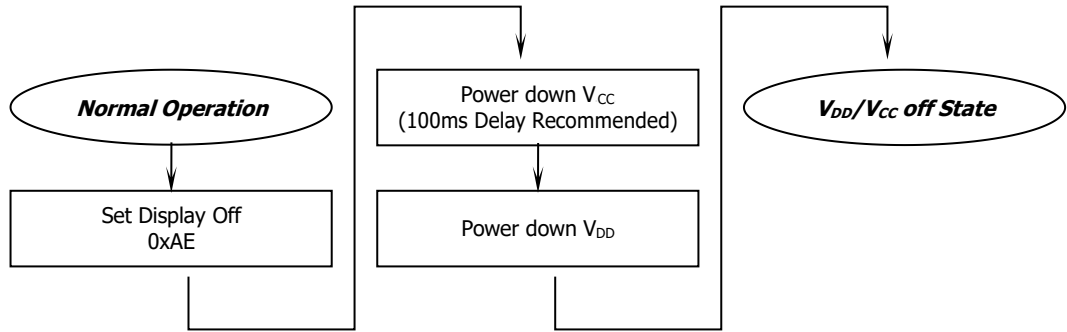 Normal Operation
Set Display Off
0xAE
Power down VCC
(100ms Delay Recommended)
Power down VDD
VDD/VCC off State